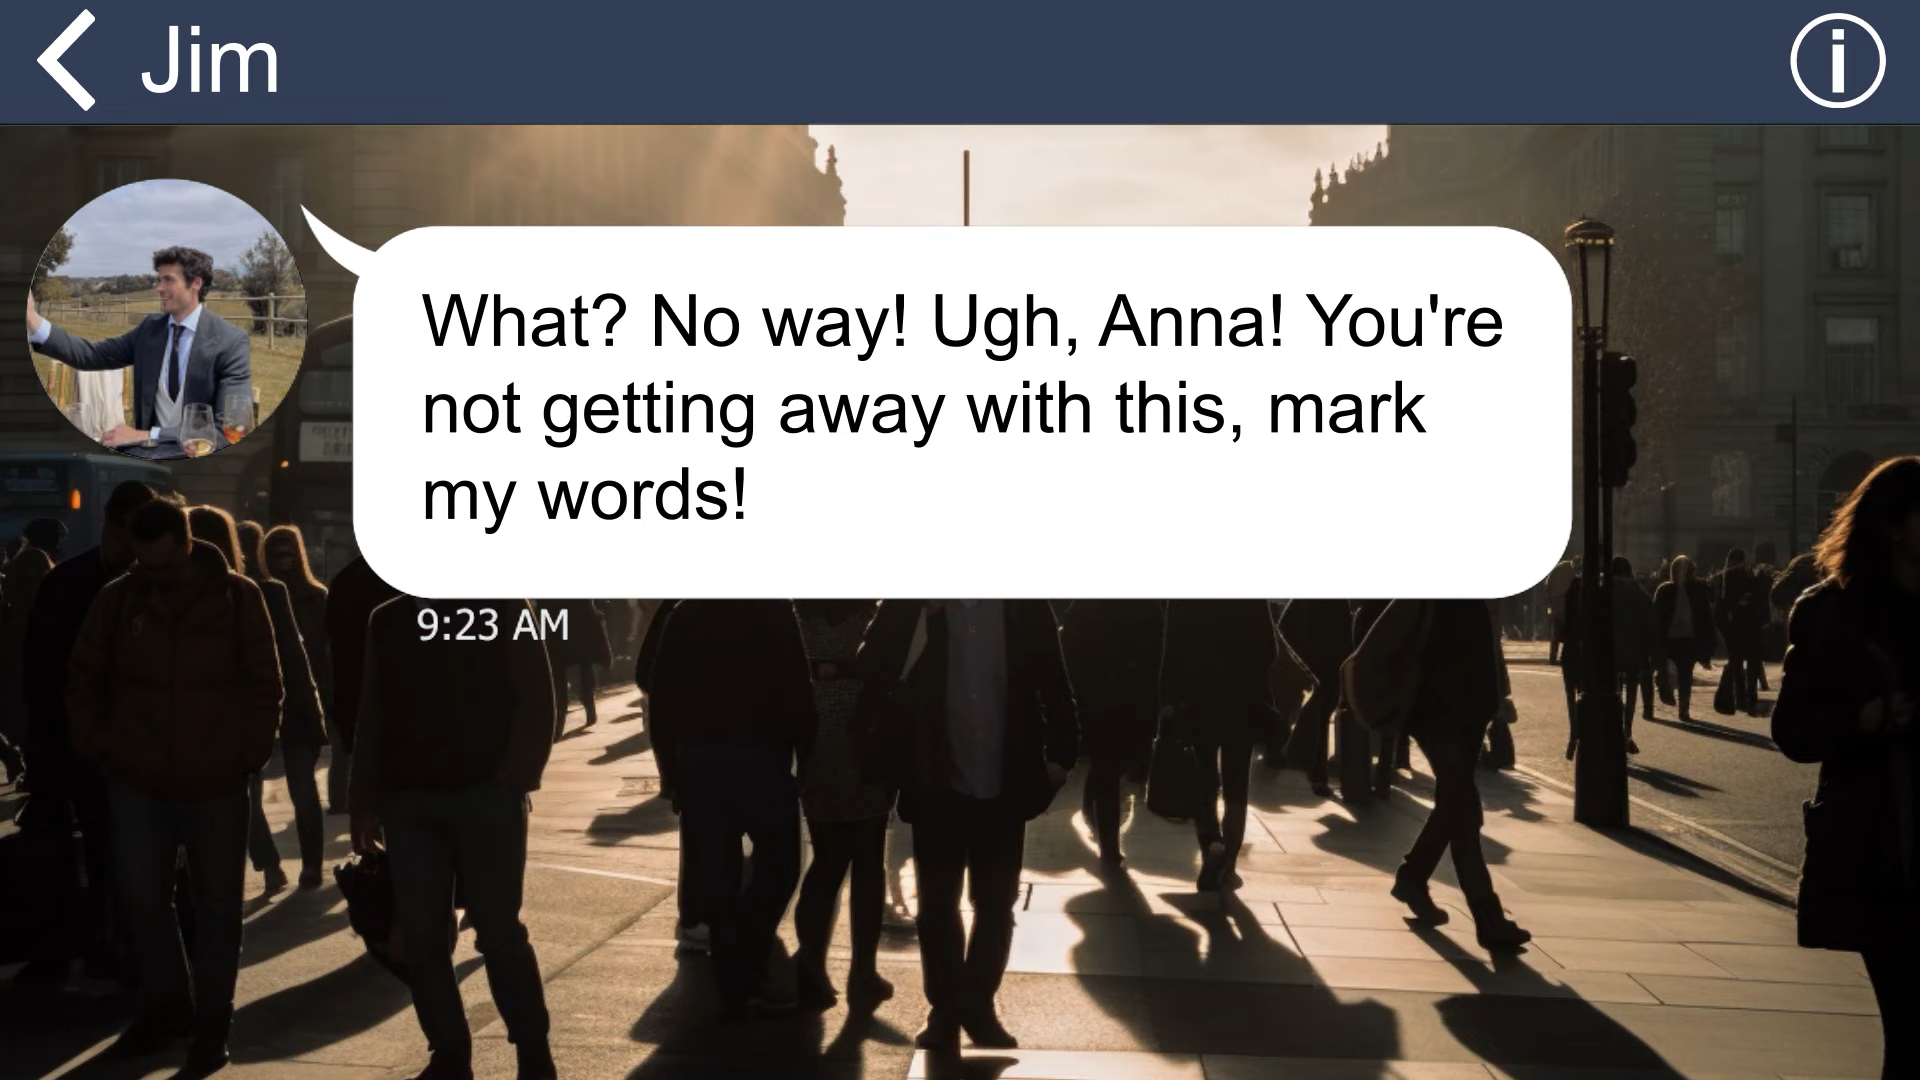 Jim
What? No way! Ugh, Anna! You're
not getting away with this, mark
my words!
9:23 AM